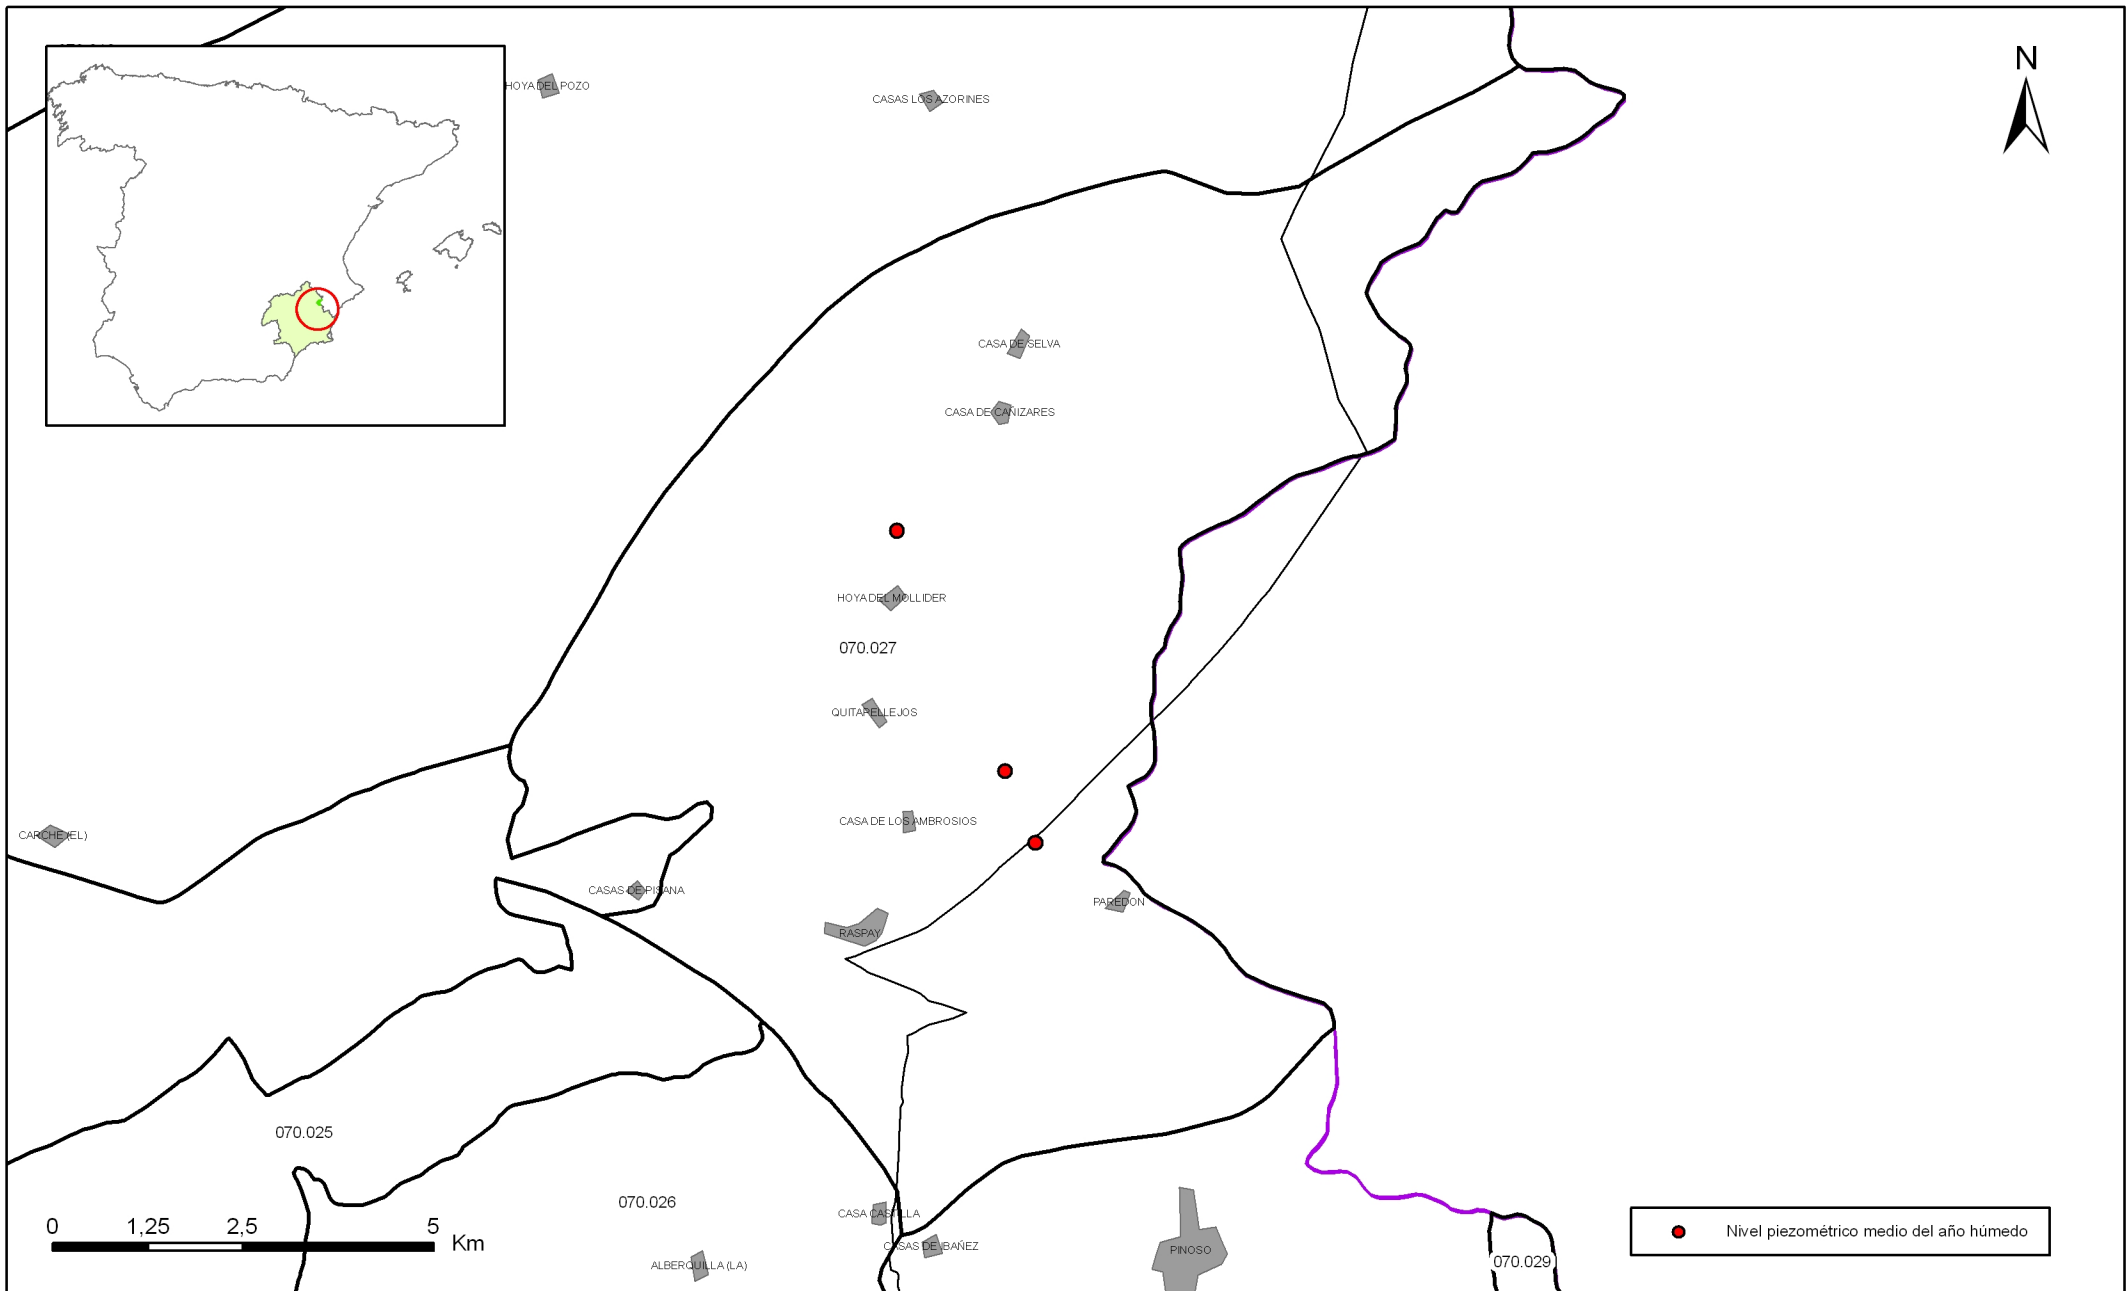 N
HOYA DEL POZO
CASAS LOS AZORINES
CASA DE SELVA
CASA DE CAÑIZARES
HOYA DEL MOLLIDER
070.027
QUITAPELLEJOS
CASA DE LOS AMBROSIOS
CARCHE (EL)
CASAS DE PISANA
PAREDON
RASPAY
070.025
070.026
CASA CASTILLA
CASAS DE IBAÑEZ
PINOSO
ALBERQUILLA (LA)
070.029
0 1,25 2,5 5
Km
Nivel piezométrico medio del año húmedo